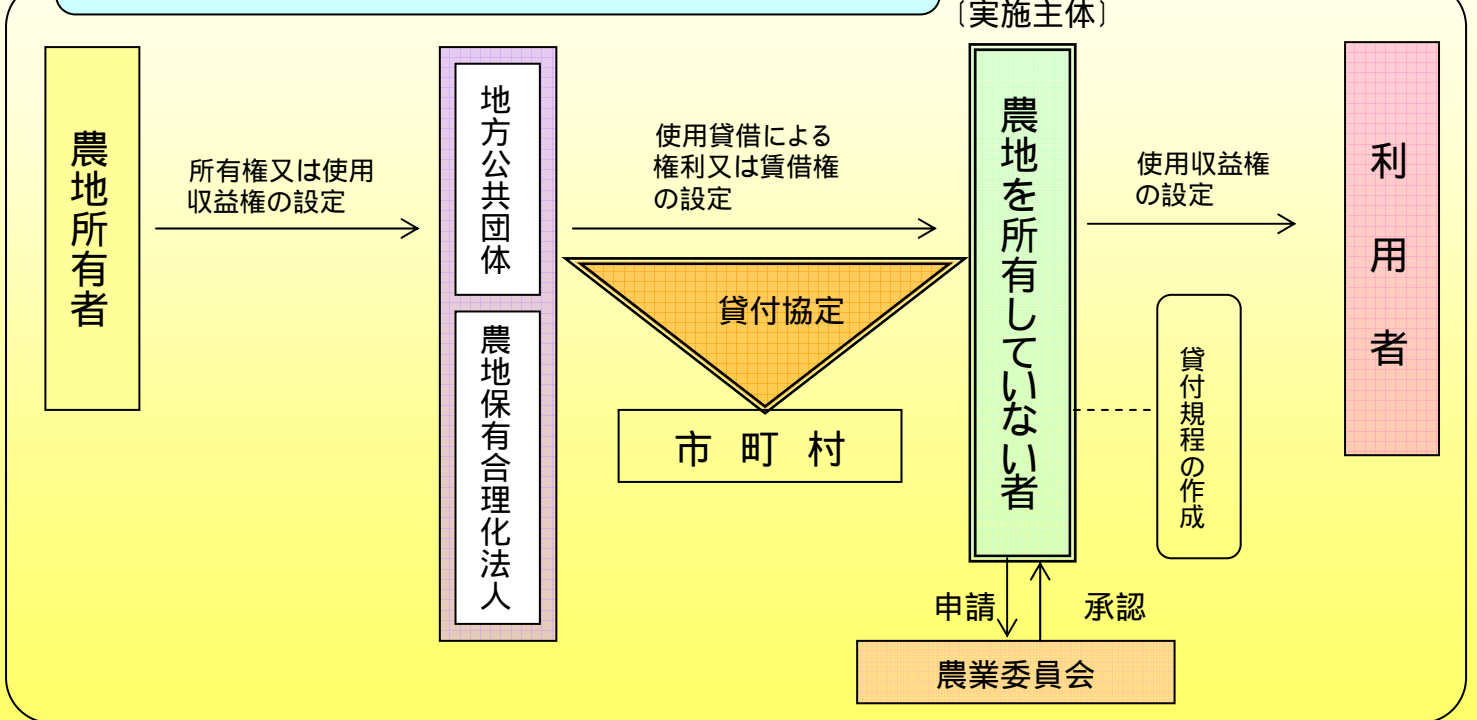 〔実施主体〕
農地所有者
所有権又は使用
収益権の設定
地方公共団体
農地保有合理化法人
使用貸借による
権利又は賃借権
の設定
貸付協定
市町村
農地を所有していない者
使用収益権
の設定
貸付規程の作成
利用者
申請
承認
農業委員会